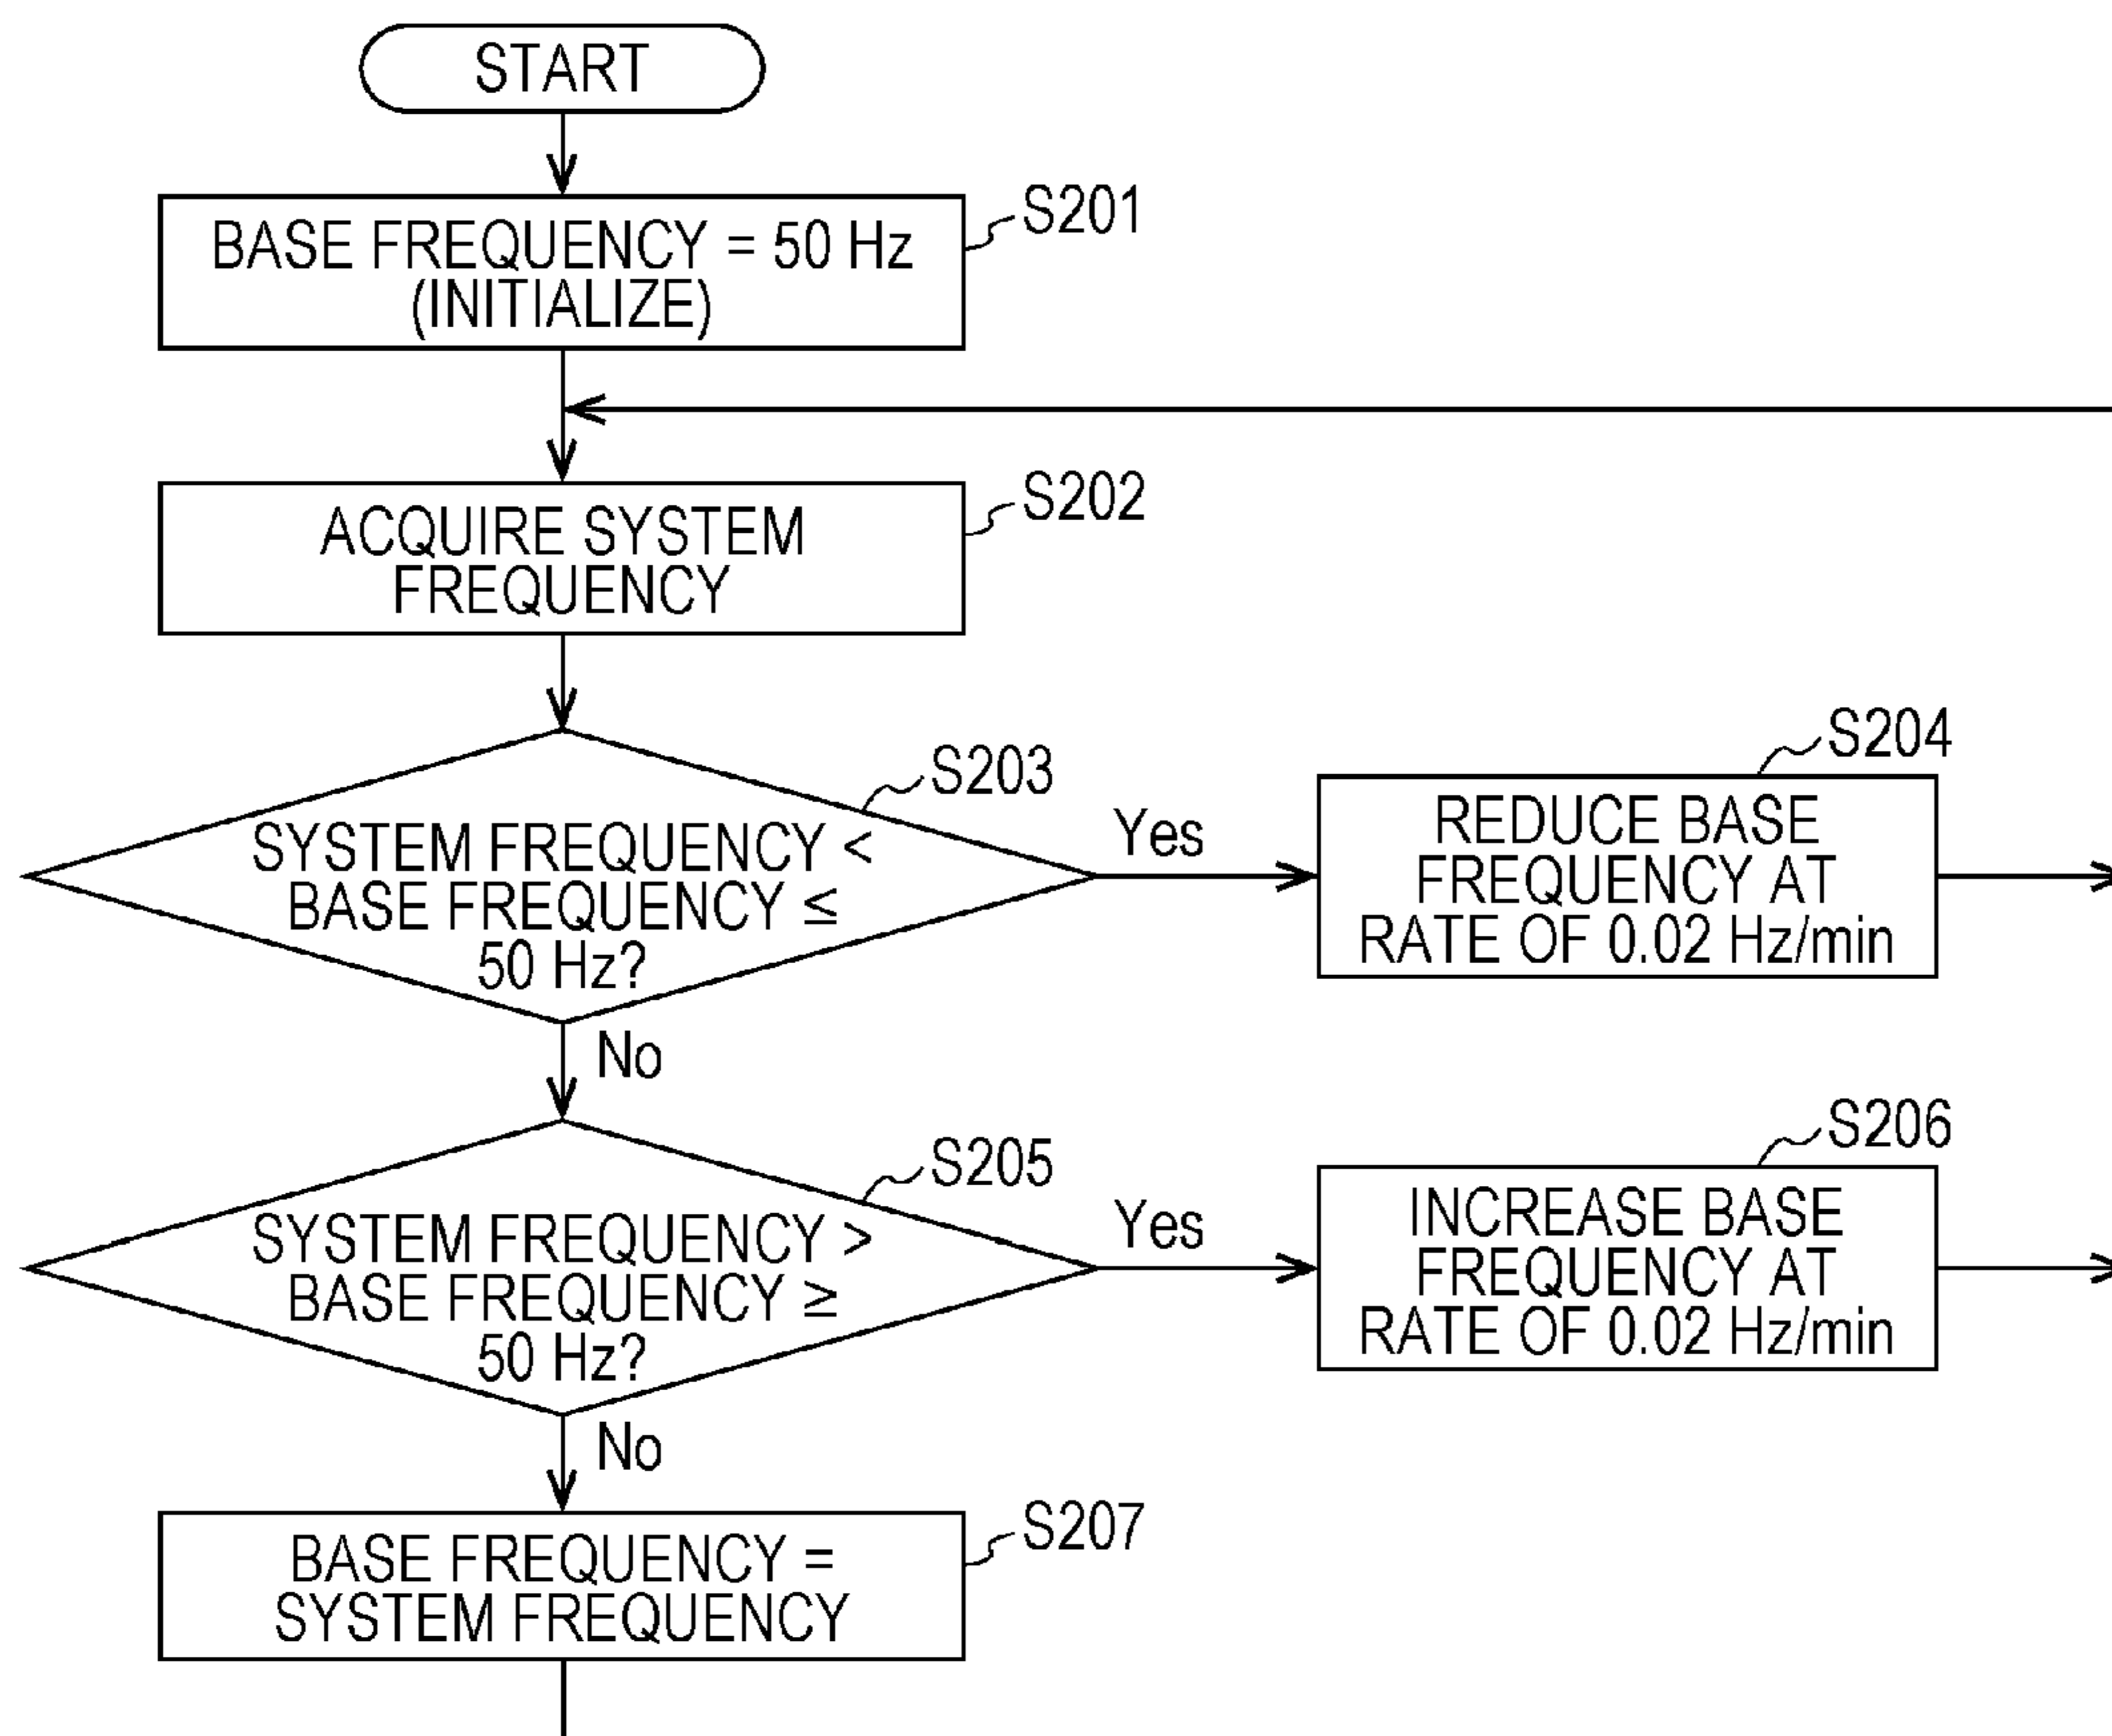 START
BASE FREQUENCY = 50 Hz
(INITIALIZE)
S201
ACQUIRE SYSTEM
FREQUENCY
S202
SYSTEM FREQUENCY <
BASE FREQUENCY ≤
50 Hz?
S203
Yes
No
REDUCE BASE
FREQUENCY AT
RATE OF 0.02 Hz/min
S204
SYSTEM FREQUENCY >
BASE FREQUENCY ≥
50 Hz?
S205
Yes
No
INCREASE BASE
FREQUENCY AT
RATE OF 0.02 Hz/min
S206
BASE FREQUENCY =
SYSTEM FREQUENCY
S207